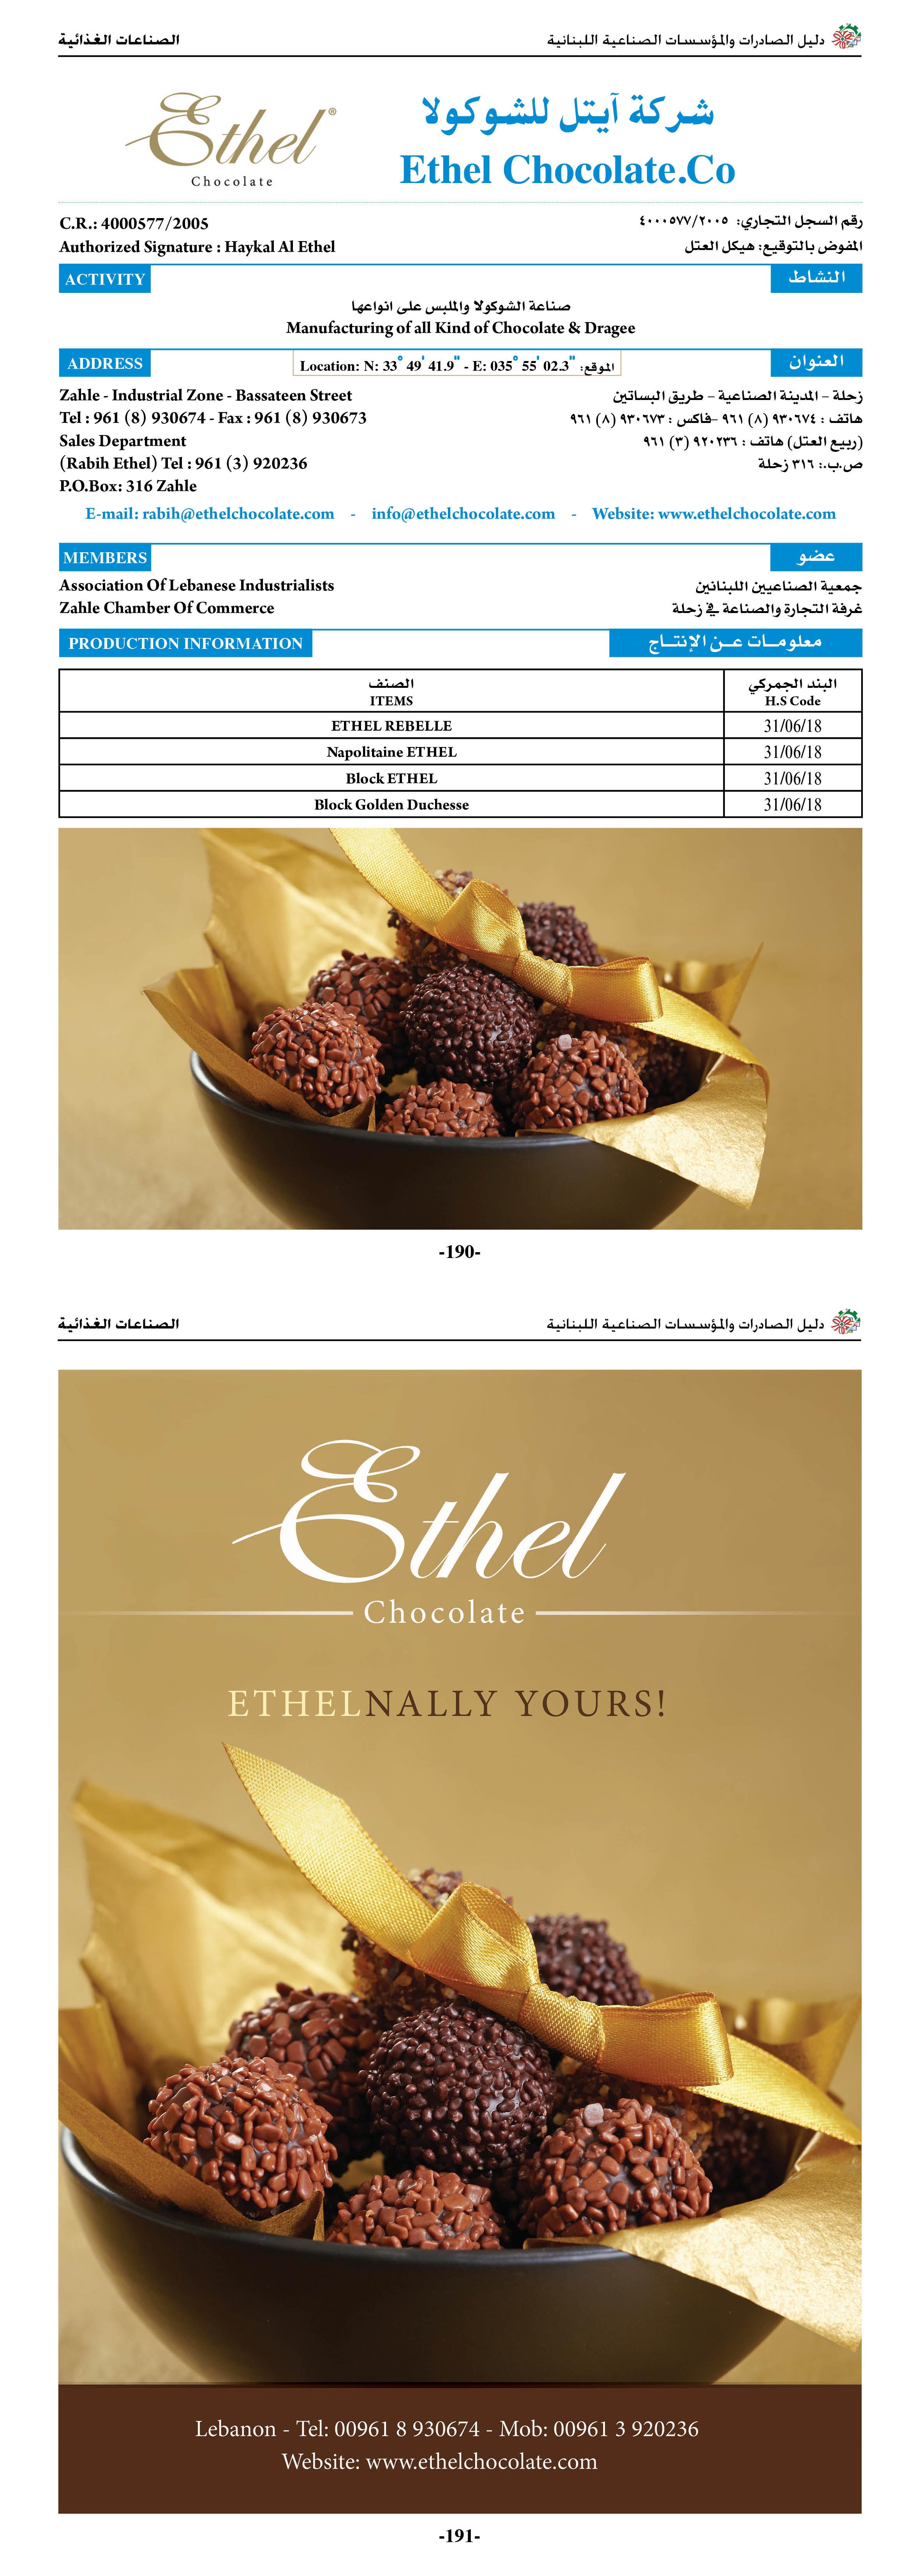 دليل الصادرات والمؤسسات الصناعية اللبنانية
الصناعات الغذائية
Ethel®
Chocolate
شركة آيتل للشوكولا
Ethel Chocolate.Co
C.R.: 4000577/2005
رقم السجل التجاري: ٤٠٠٠٥٧٧/٢٠٠٥
Authorized Signature : Haykal Al Ethel
المفوض بالتوقيع: هيكل العتل
ACTIVITY
النشاط
صناعة الشوكولا والملبس على انواعها
Manufacturing of all Kind of Chocolate & Dragee
ADDRESS
Location: N: 33° 49' 41.9" - E: 035° 55' 02.3" :الموقع
العنوان
Zahle - Industrial Zone - Bassateen Street
Tel : 961 (8) 930674 - Fax : 961 (8) 930673
Sales Department
(Rabih Ethel) Tel : 961 (3) 920236
P.O.Box: 316 Zahle
زحلة – المدينة الصناعية – طريق البساتين
هاتف : ٩٣٠٦٧٤ (٨) ٩٦١ –فاكس : ٩٣٠٦٧٣ (٨) ٩٦١
(ربيع العتل) هاتف : ٩٢٠٢٣٦ (٣) ٩٦١
ص.ب.: ٣١٦ زحلة
E-mail: rabih@ethelchocolate.com - info@ethelchocolate.com - Website: www.ethelchocolate.com
MEMBERS
عضو
Association Of Lebanese Industrialists
جمعية الصناعيين اللبنانين
Zahle Chamber Of Commerce
غرفة التجارة والصناعة في زحلة
PRODUCTION INFORMATION
معلومـات عـن الإنتـاج
الصنف
ITEMS
البند الجمركي
H.S Code
ETHEL REBELLE 31/06/18
Napolitaine ETHEL 31/06/18
Block ETHEL 31/06/18
Block Golden Duchesse 31/06/18
-190-
دليل الصادرات والمؤسسات الصناعية اللبنانية
الصناعات الغذائية
Ethel
Chocolate
ETHELNALLY YOURS!
Lebanon - Tel: 00961 8 930674 - Mob: 00961 3 920236
Website: www.ethelchocolate.com
-191-